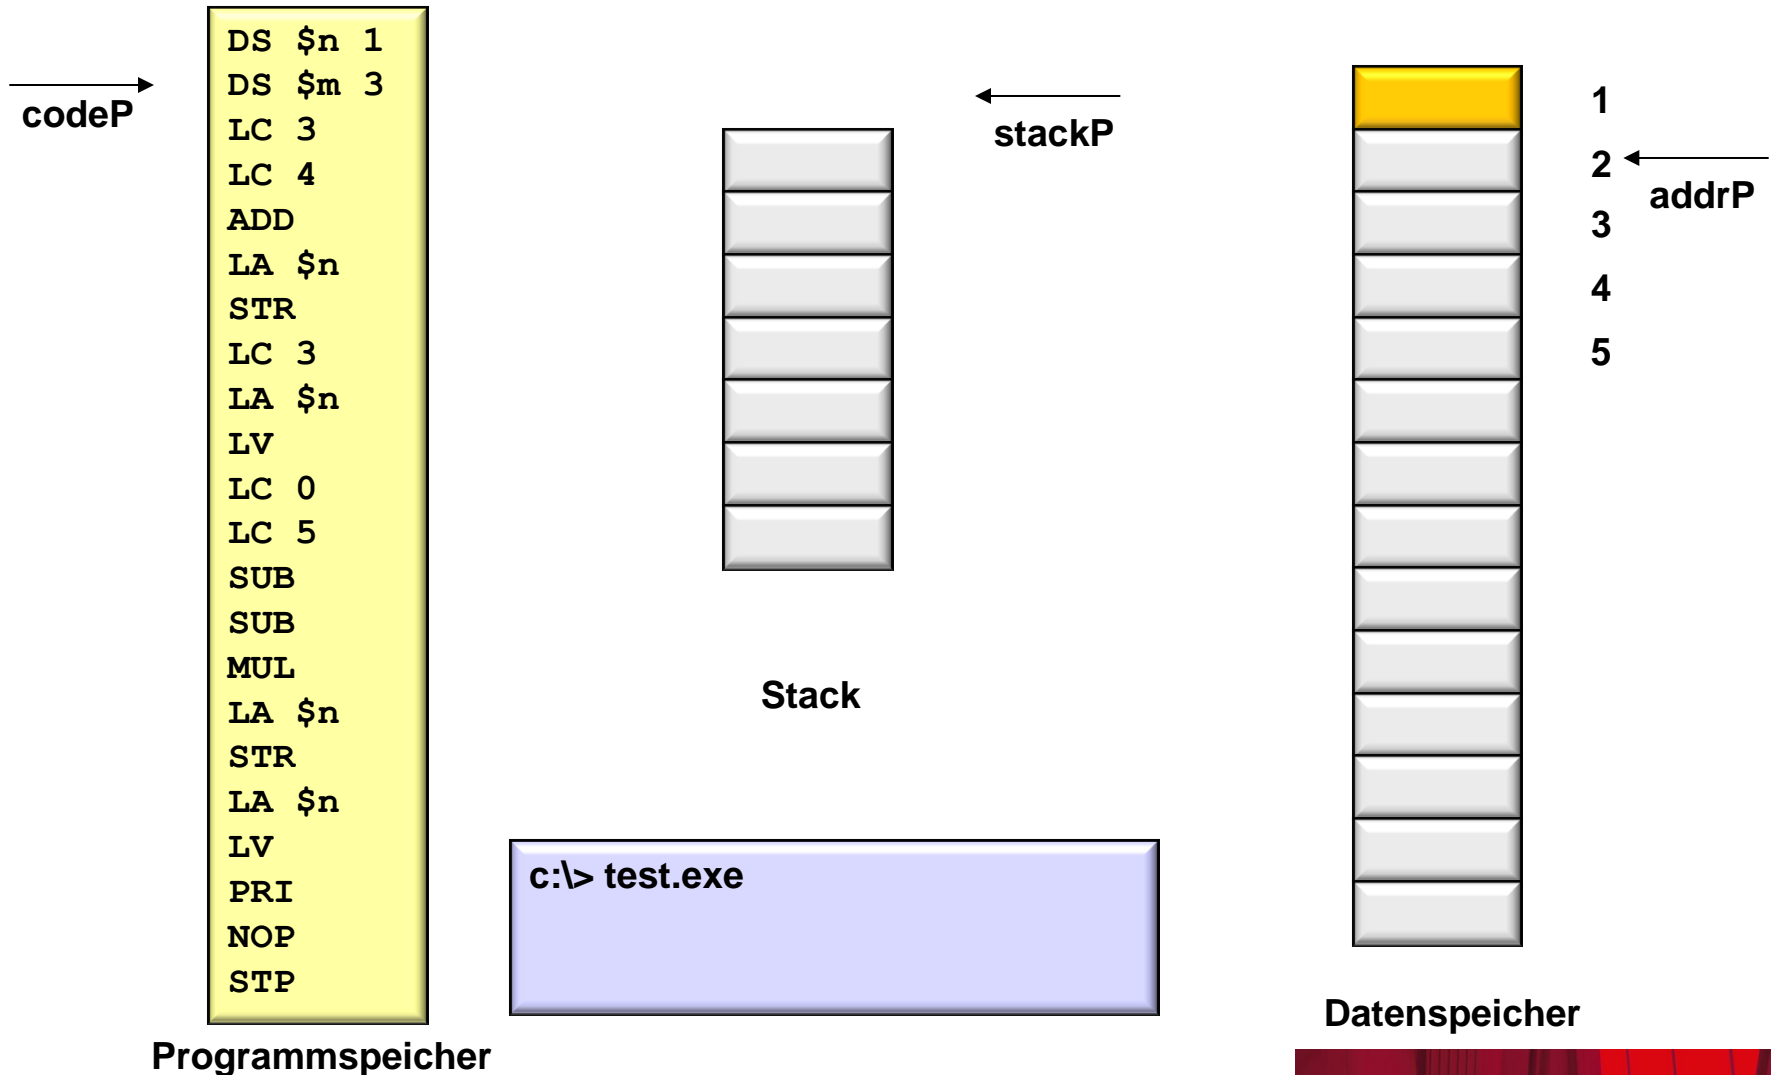 DS $n 1
DS $m 3
LC 3
LC 4
ADD
LA $n
STR
LC 3
LA $n
LV
LC 0
LC 5
SUB
SUB
MUL
LA $n
STR
LA $n
LV
PRI
NOP
STP
codeP
Programmspeicher
stackP
Stack
c:\> test.exe
1
2
3
4
5
addrP
Datenspeicher